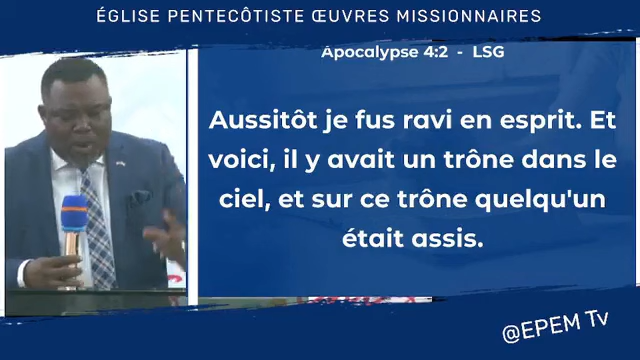 ÉGLISE PENTECÔTISTE ŒUVRES MISSIONNAIRES
Apocalypse 4:2 - LSG
Aussitôt je fus ravi en esprit. Et
voici, il y avait un trône dans le
ciel, et sur ce trône quelqu'un
était assis.
@EPEM Tv